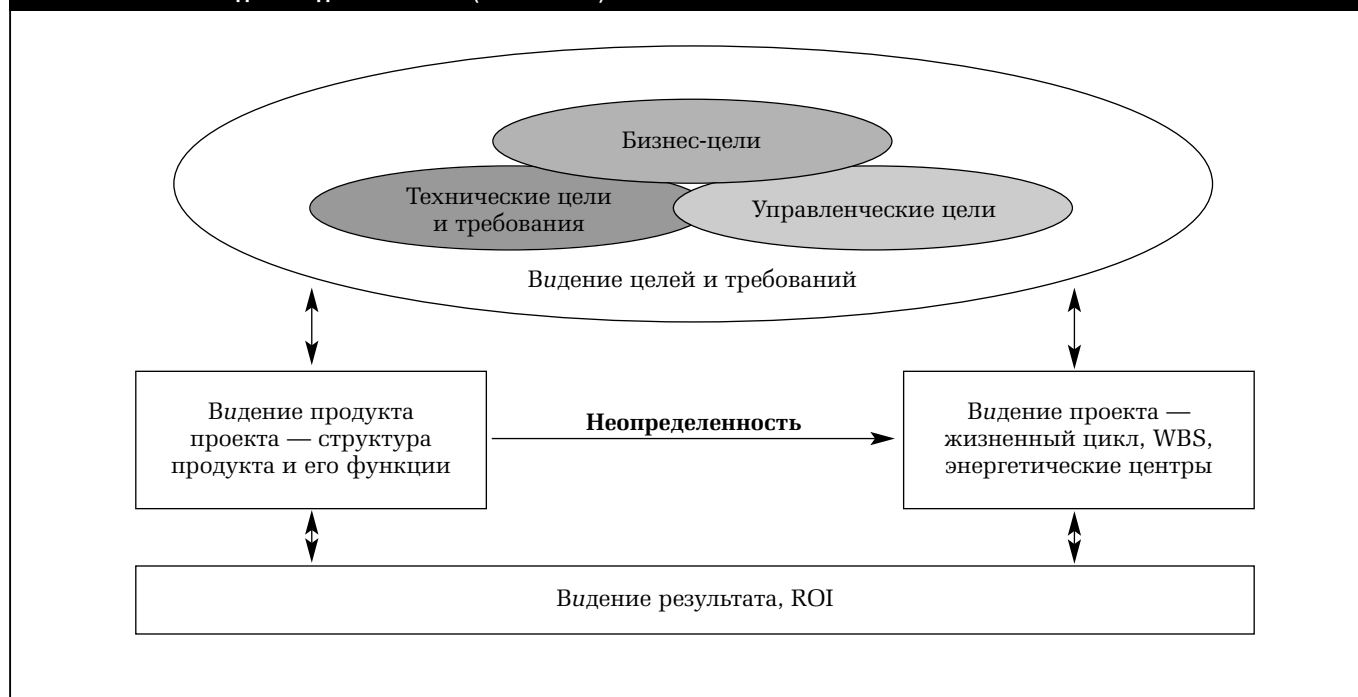 Бизнес-цели
Технические цели
и требования
Управленческие цели
Видение целей и требований
Видение продукта
проекта — структура
продукта и его функции
Неопределенность
Видение проекта —
жизненный цикл, WBS,
энергетические центры
Видение результата, ROI